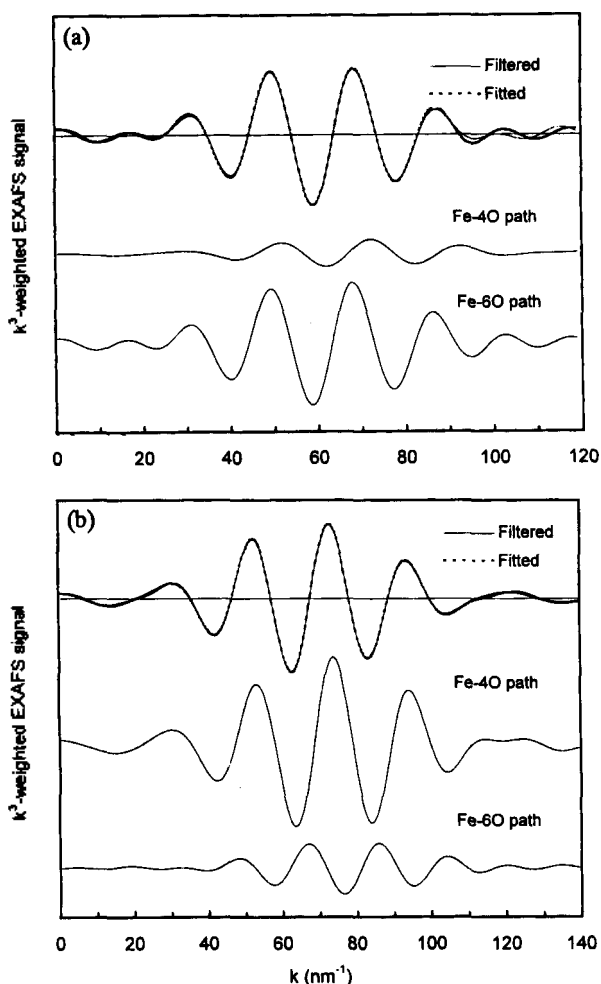 (a)
Filtered
Fitted
Fe-4O path
Fe-6O path
k³-weighted EXAFS signal
0 20 40 60 80 100 120
(b)
Filtered
Fitted
Fe-4O path
Fe-6O path
k³-weighted EXAFS signal
0 20 40 60 80 100 120 140
k (nm⁻¹)